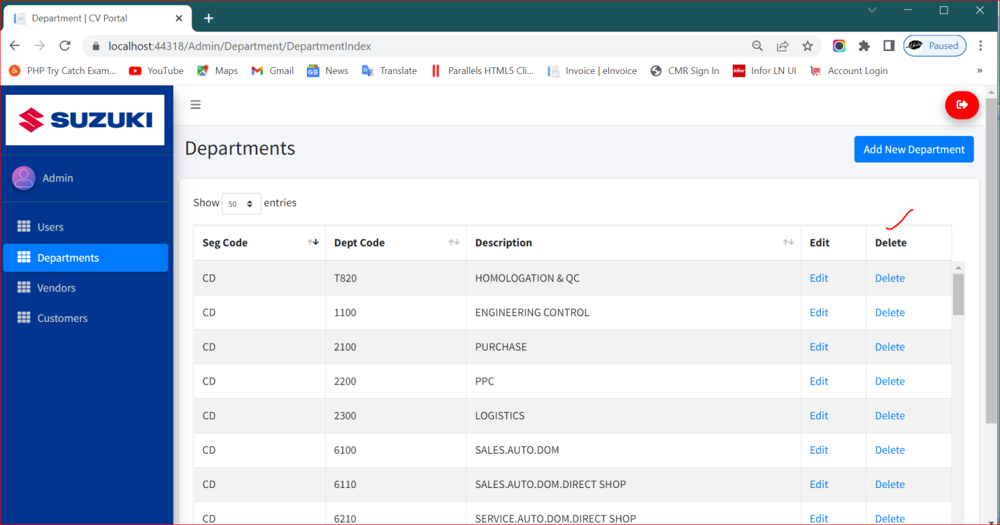 Department | CV Portal
localhost:44318/Admin/Department/DepartmentIndex
Paused
PHP Try Catch Exam...
YouTube
Maps
Gmail
News
Translate
Parallels HTML5 Cli...
Invoice | eInvoice
CMR Sign In
infor
Infor LN UI
Account Login
»
SUZUKI
Admin
Users
Departments
Vendors
Customers
Departments
Add New Department
Show 50 entries
Seg Code Dept Code Description Edit Delete
CD T820 HOMOLOGATION & QC Edit Delete
CD 1100 ENGINEERING CONTROL Edit Delete
CD 2100 PURCHASE Edit Delete
CD 2200 PPC Edit Delete
CD 2300 LOGISTICS Edit Delete
CD 6100 SALES.AUTO.DOM Edit Delete
CD 6110 SALES.AUTO.DOM.DIRECT SHOP Edit Delete
CD 6210 SERVICE.AUTO.DOM.DIRECT SHOP Edit Delete